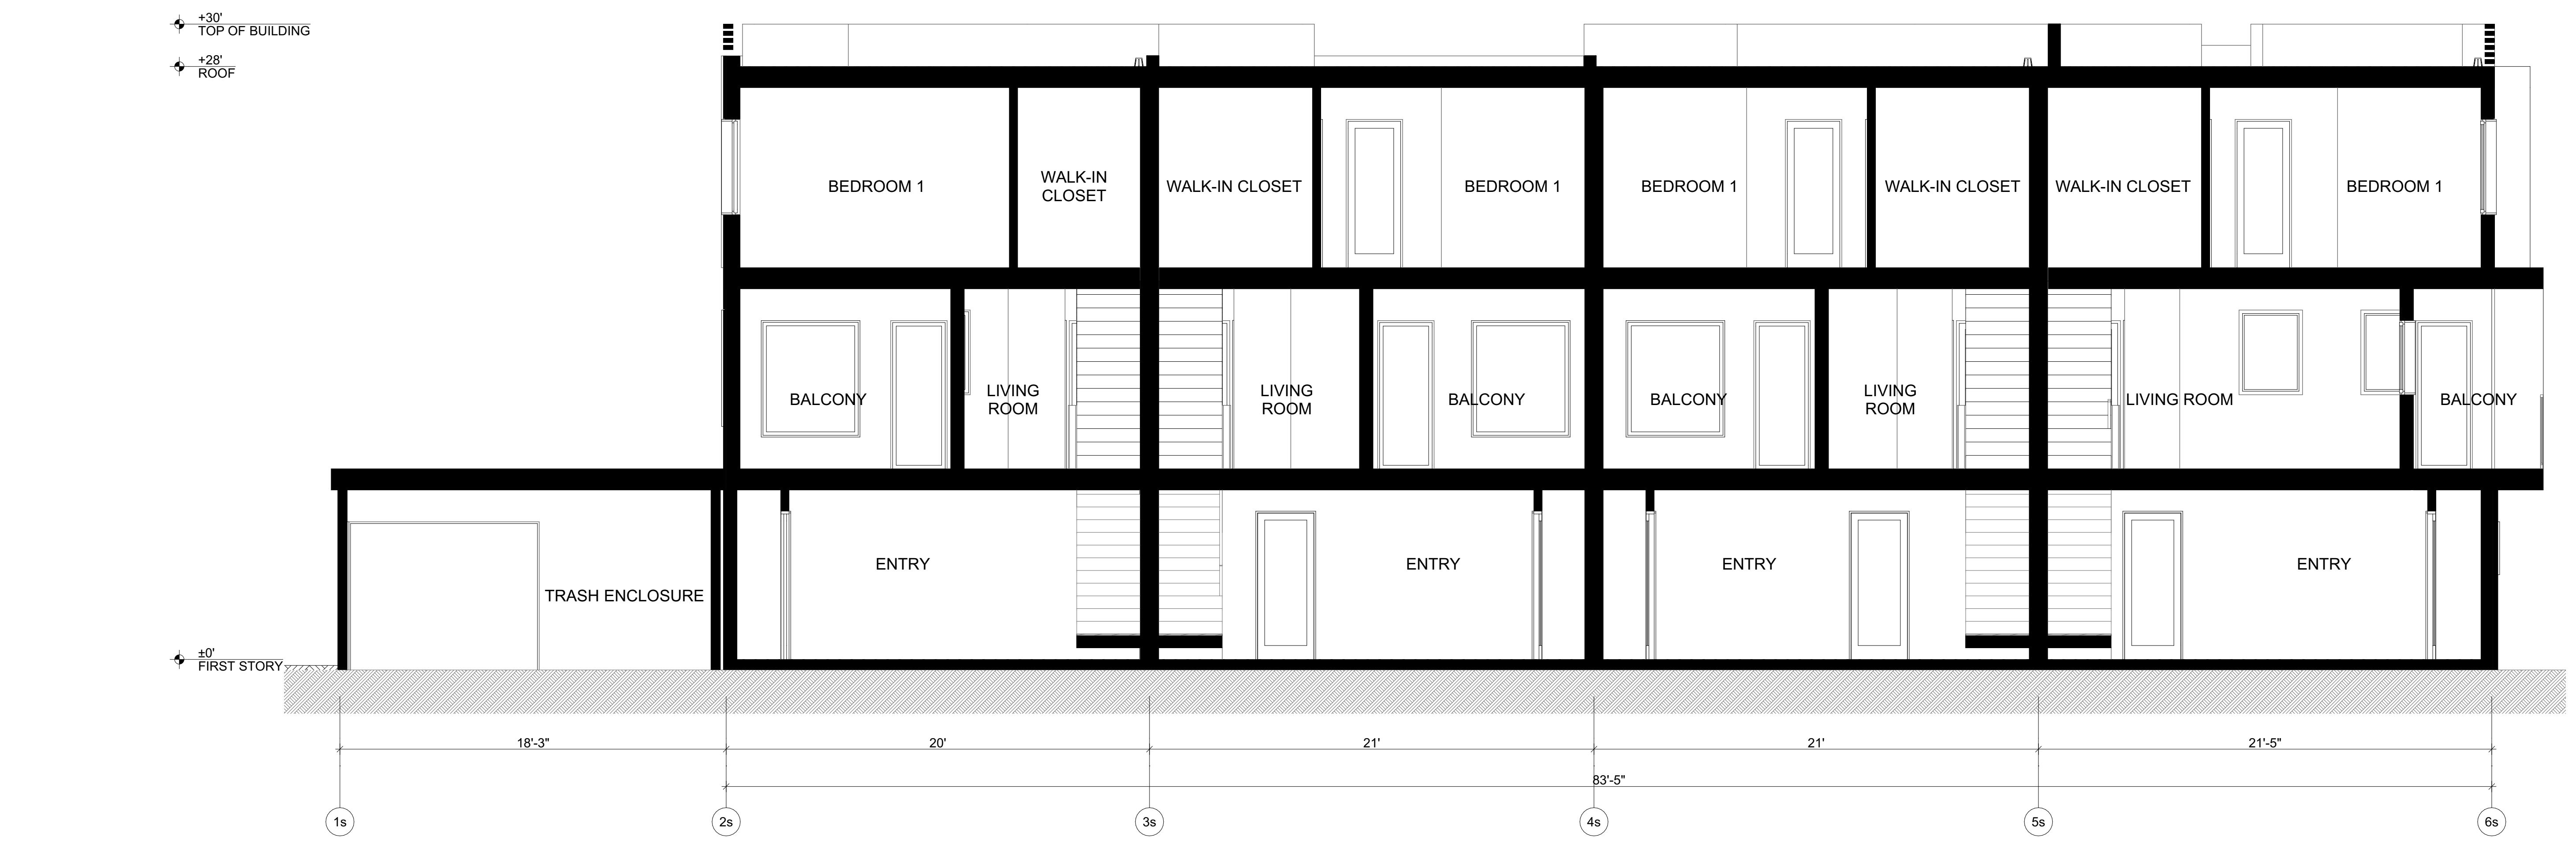 +30'
TOP OF BUILDING
+28'
ROOF
BEDROOM 1
WALK-IN
CLOSET
WALK-IN CLOSET
BEDROOM 1
BEDROOM 1
WALK-IN CLOSET
WALK-IN CLOSET
BEDROOM 1
BALCONY
LIVING
ROOM
LIVING
ROOM
BALCONY
BALCONY
LIVING
ROOM
LIVING ROOM
BALCONY
TRASH ENCLOSURE
ENTRY
ENTRY
ENTRY
ENTRY
±0'
FIRST STORY
18'-3"
20'
21'
21'
21'-5"
83'-5"
1s
2s
3s
4s
5s
6s